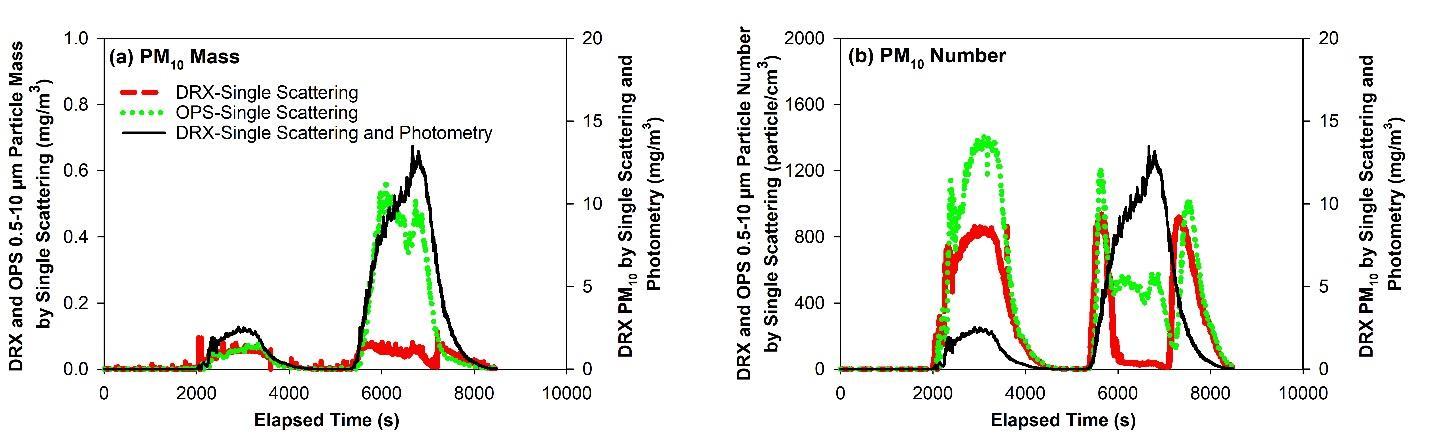 DRX and OPS 0.5-10 µm Particle Mass
by Single Scattering (mg/m³)
1.0
0.8
0.6
0.4
0.2
0.0
(a) PM₁₀ Mass
DRX-Single Scattering
OPS-Single Scattering
DRX-Single Scattering and Photometry
20
15
10
5
0
DRX PM₁₀ by Single Scattering and
Photometry (mg/m³)
0 2000 4000 6000 8000 10000
Elapsed Time (s)
DRX and OPS 0.5-10 µm Particle Number
by Single Scattering (particle/cm³)
2000
1600
1200
800
400
0
(b) PM₁₀ Number
20
15
10
5
0
DRX PM₁₀ by Single Scattering and
Photometry (mg/m³)
0 2000 4000 6000 8000 10000
Elapsed Time (s)